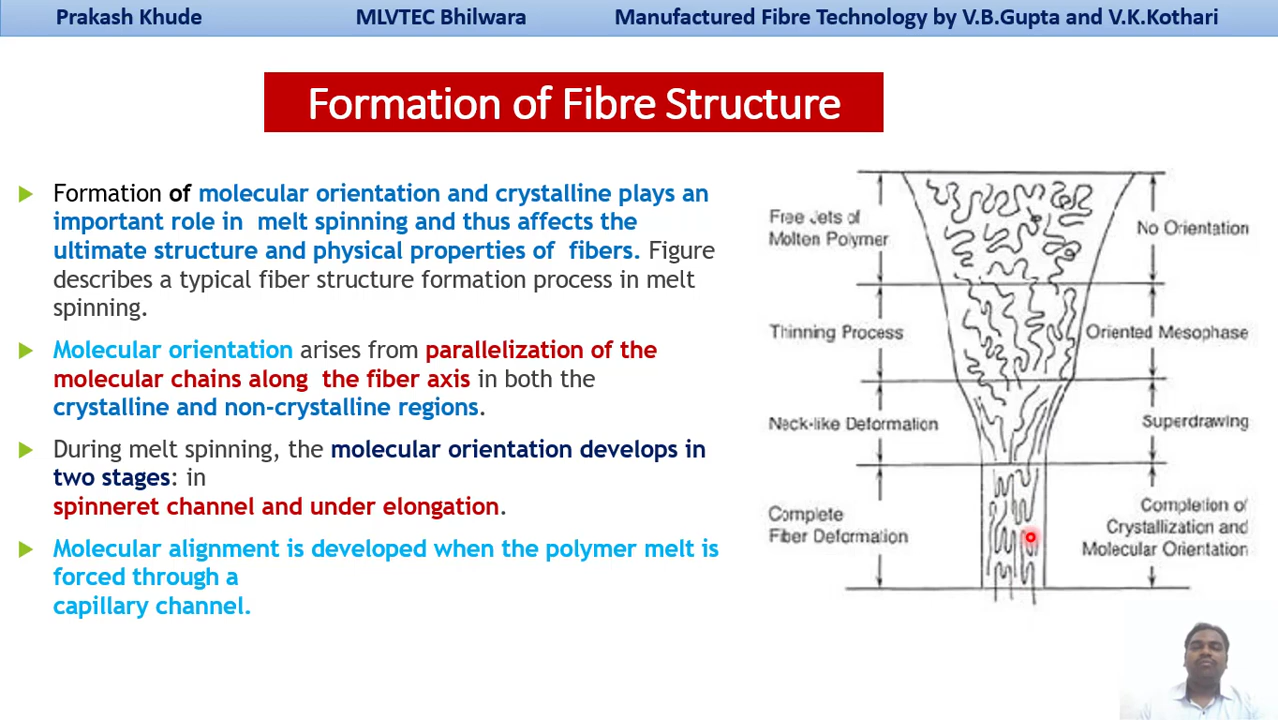 Prakash Khude MLVTEC Bhilwara Manufactured Fibre Technology by V.B.Gupta and V.K.Kothari
Formation of Fibre Structure
Formation of molecular orientation and crystalline plays an
important role in melt spinning and thus affects the
ultimate structure and physical properties of fibers. Figure
describes a typical fiber structure formation process in melt
spinning.
Molecular orientation arises from parallelization of the
molecular chains along the fiber axis in both the
crystalline and non-crystalline regions.
During melt spinning, the molecular orientation develops in
two stages: in
spinneret channel and under elongation.
Molecular alignment is developed when the polymer melt is
forced through a
capillary channel.
Free Jets of
Molten Polymer
No Orientation
Thinning Process
Oriented Mesophase
Neck-like Deformation
Superdrawing
Complete
Fiber Deformation
Completion of
Crystallization and
Molecular Orientation